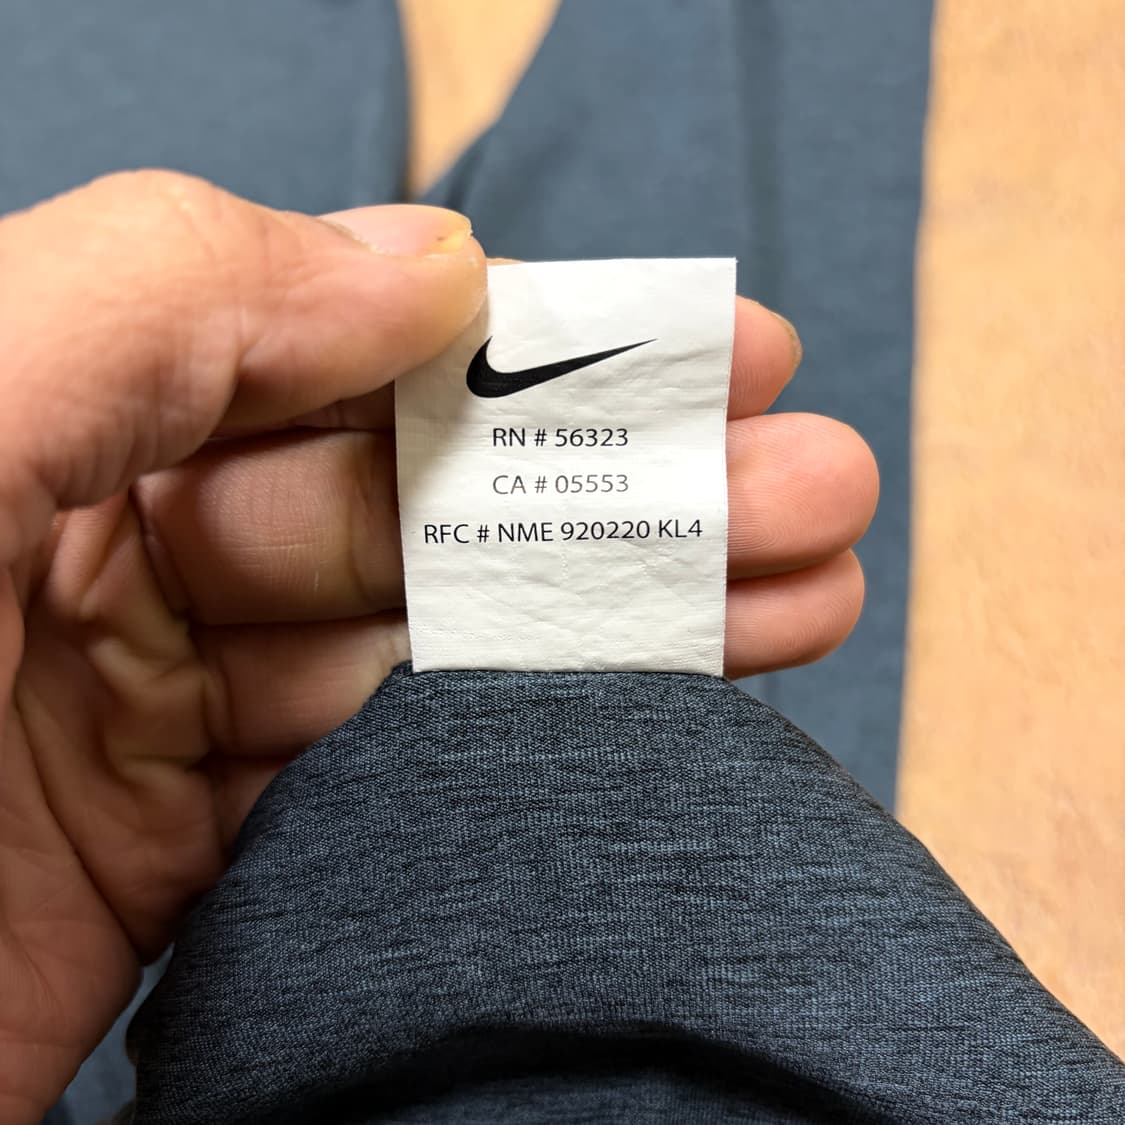 RN # 56323
CA # 05553
RFC # NME 920220 KL4